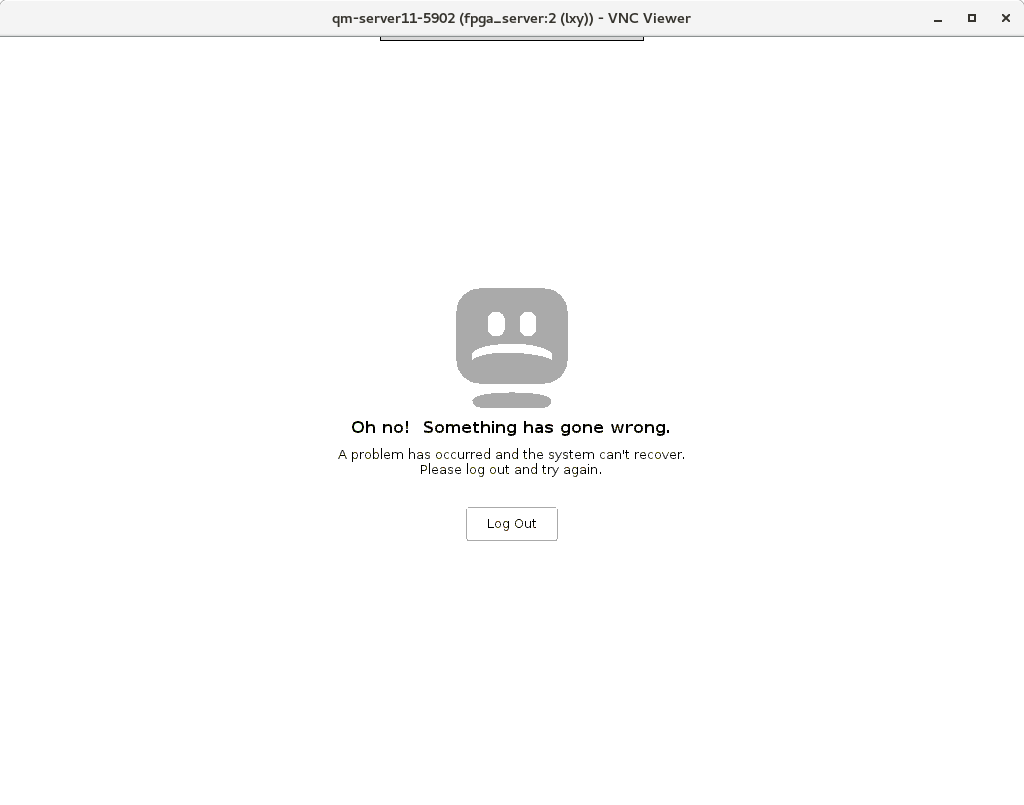 qm-server11-5902 (fpga_server:2 (lxy)) - VNC Viewer
Oh no!  Something has gone wrong.
A problem has occurred and the system can't recover.
Please log out and try again.
Log Out